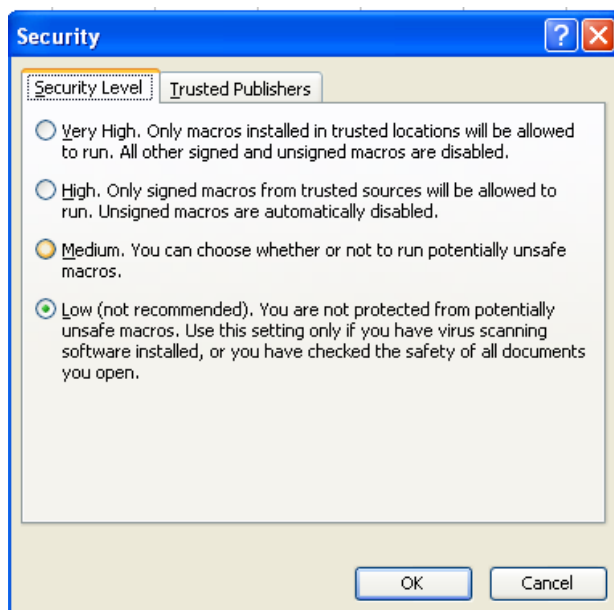 Security
Security Level
Trusted Publishers
Very High. Only macros installed in trusted locations will be allowed
to run. All other signed and unsigned macros are disabled.
High. Only signed macros from trusted sources will be allowed to
run. Unsigned macros are automatically disabled.
Medium. You can choose whether or not to run potentially unsafe
macros.
Low (not recommended). You are not protected from potentially
unsafe macros. Use this setting only if you have virus scanning
software installed, or you have checked the safety of all documents
you open.
OK
Cancel